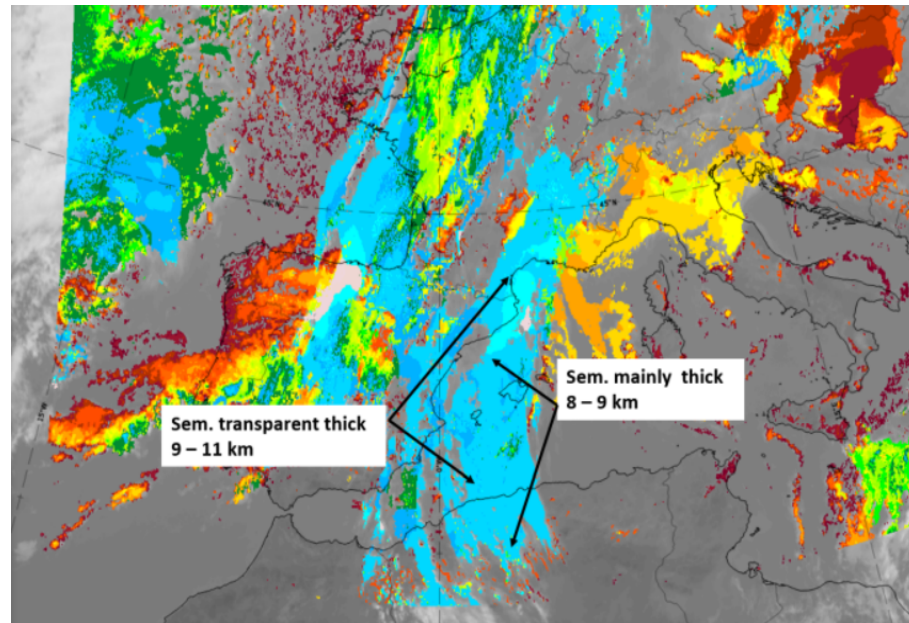 Sem. mainly  thick
8 – 9 km
Sem. transparent thick
9 – 11 km